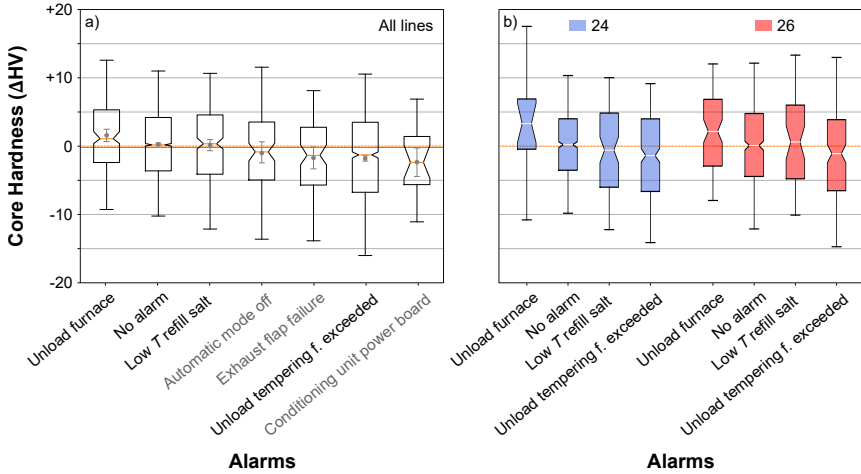 a)
All lines
Core Hardness (ΔHV)
+20
+10
0
-10
-20
Unload furnace
No alarm
Low T refill salt
Automatic mode off
Exhaust flap failure
Unload tempering f. exceeded
Conditioning unit power board
Alarms
b)
24
26
Unload furnace
No alarm
Low T refill salt
Unload tempering f. exceeded
Unload furnace
No alarm
Low T refill salt
Unload tempering f. exceeded
Alarms